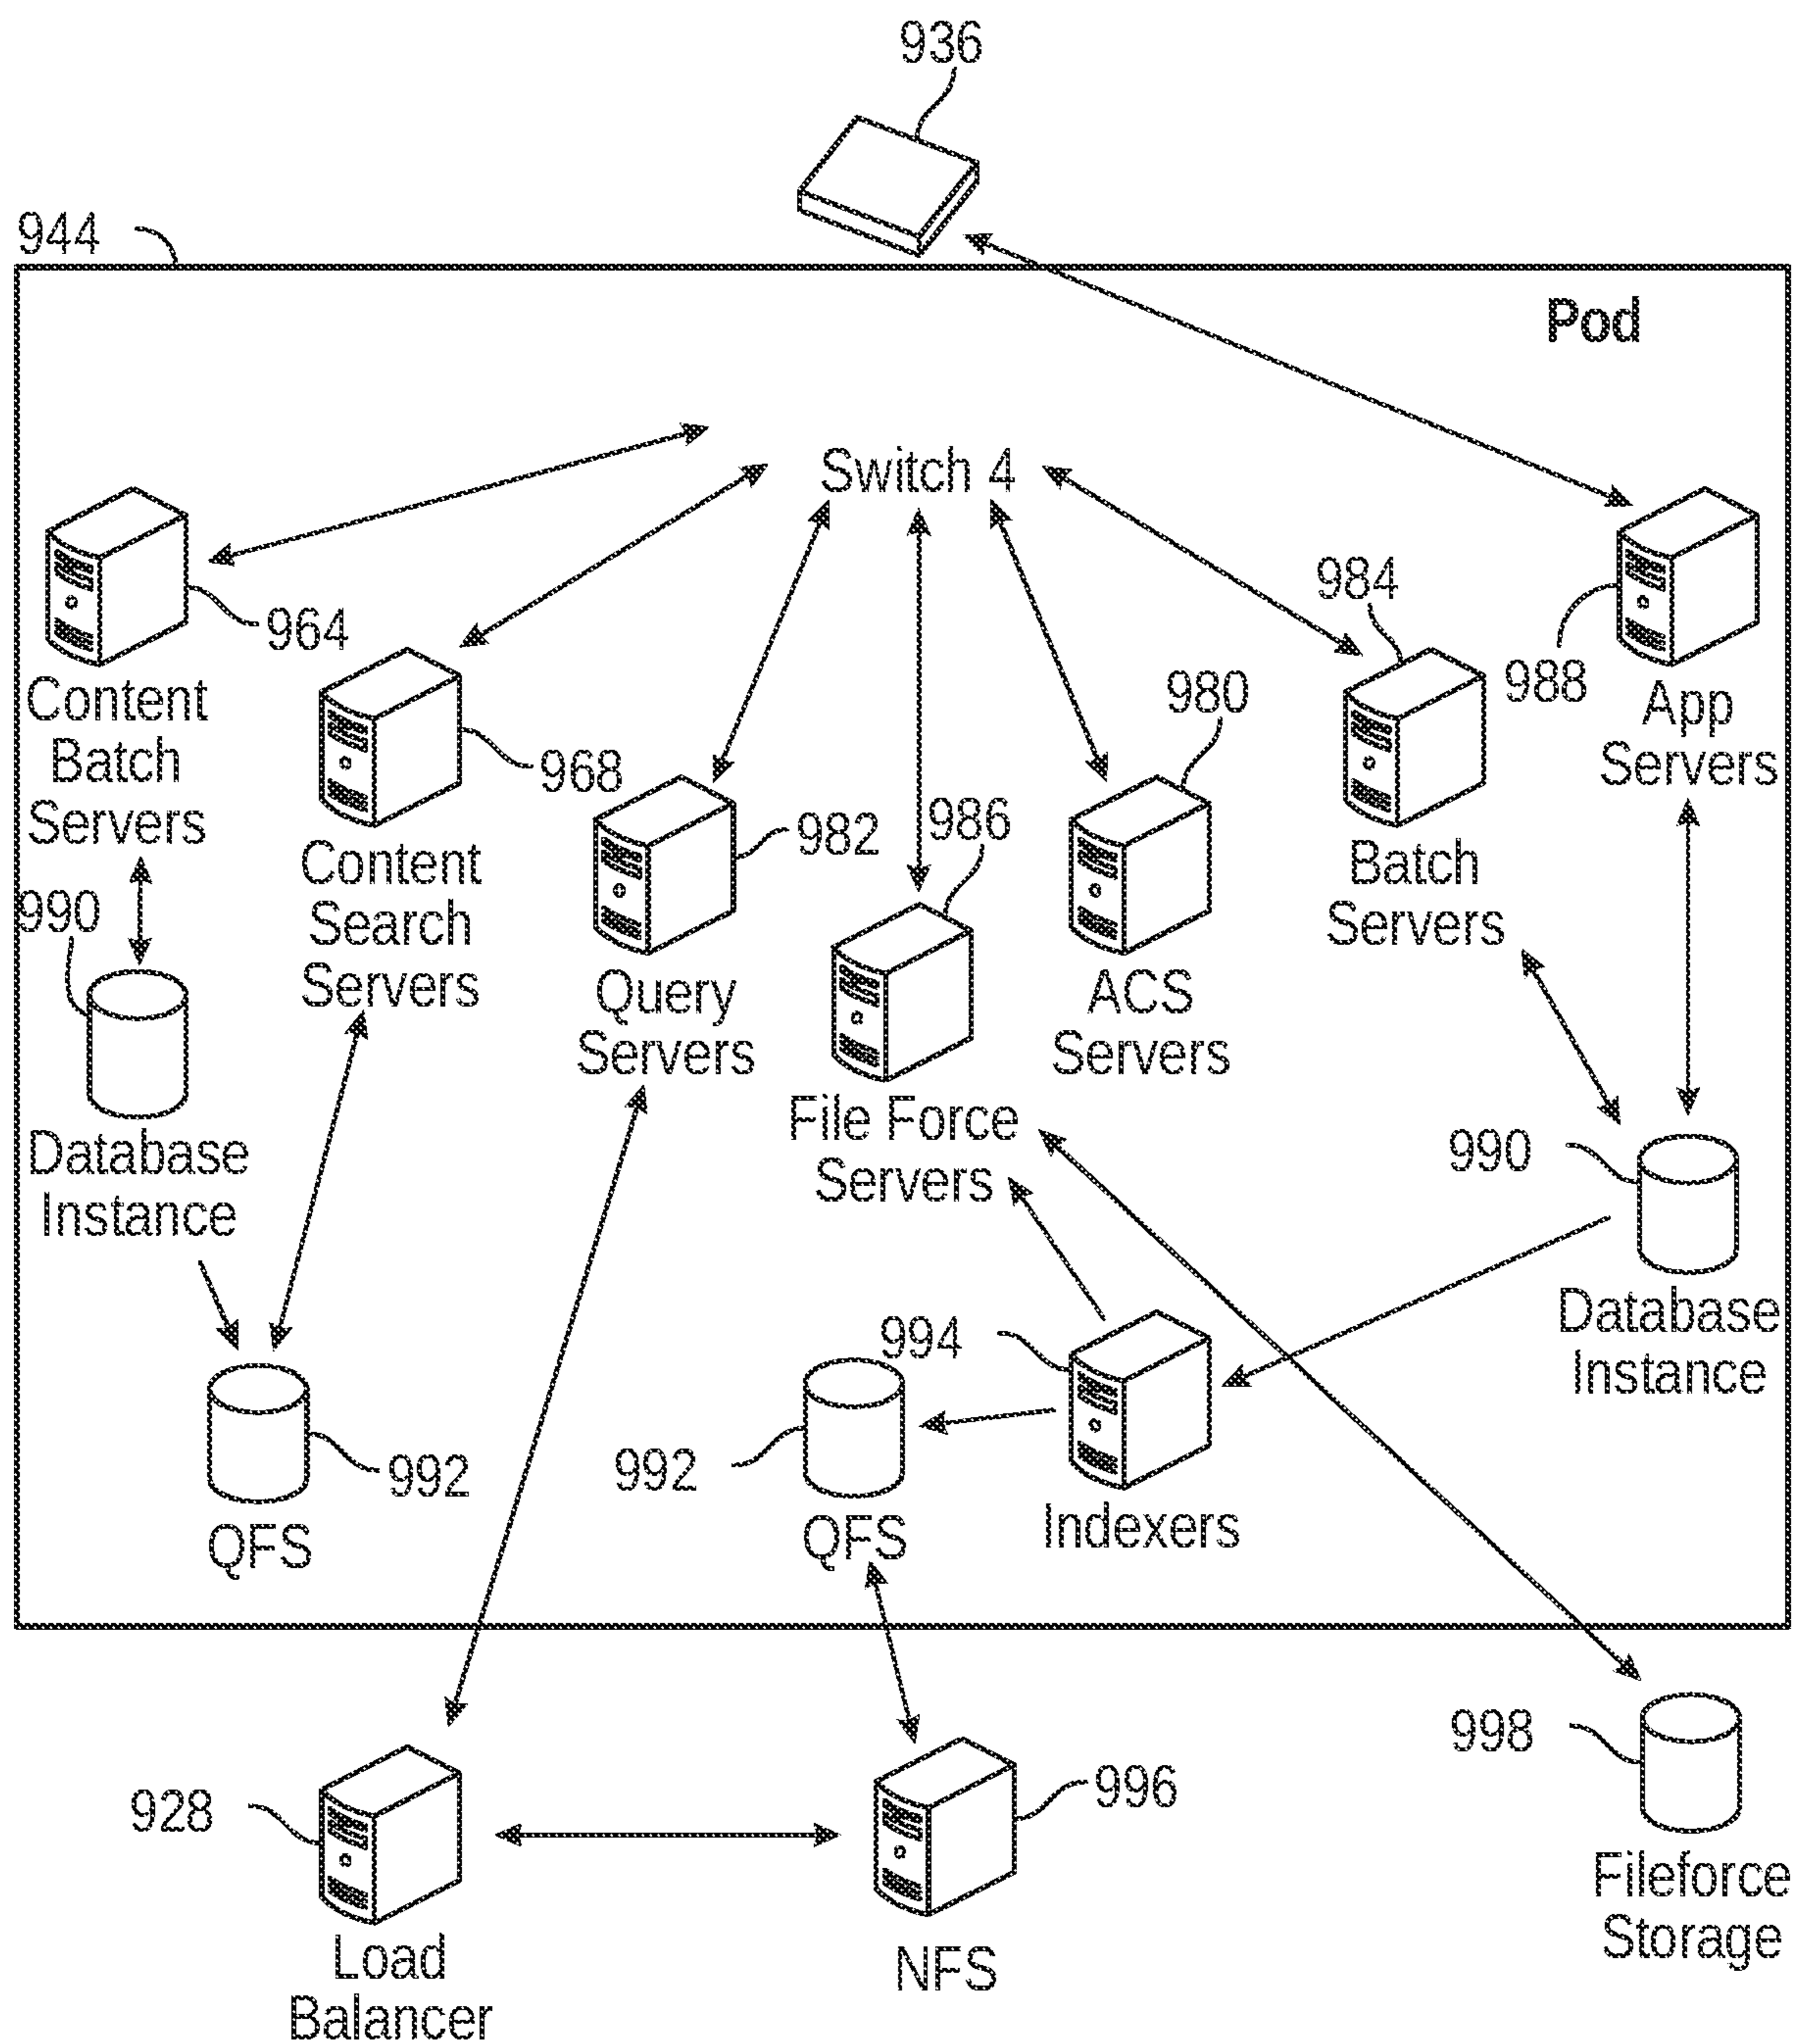 936
944
Pod
Switch 4
964
Content
Batch
Servers
968
Content
Search
Servers
982
Query
Servers
986
File Force
Servers
980
ACS
Servers
984
Batch
Servers
988
App
Servers
990
Database
Instance
990
Database
Instance
992
QFS
992
QFS
994
Indexers
928
Load
Balancer
996
NFS
998
Fileforce
Storage